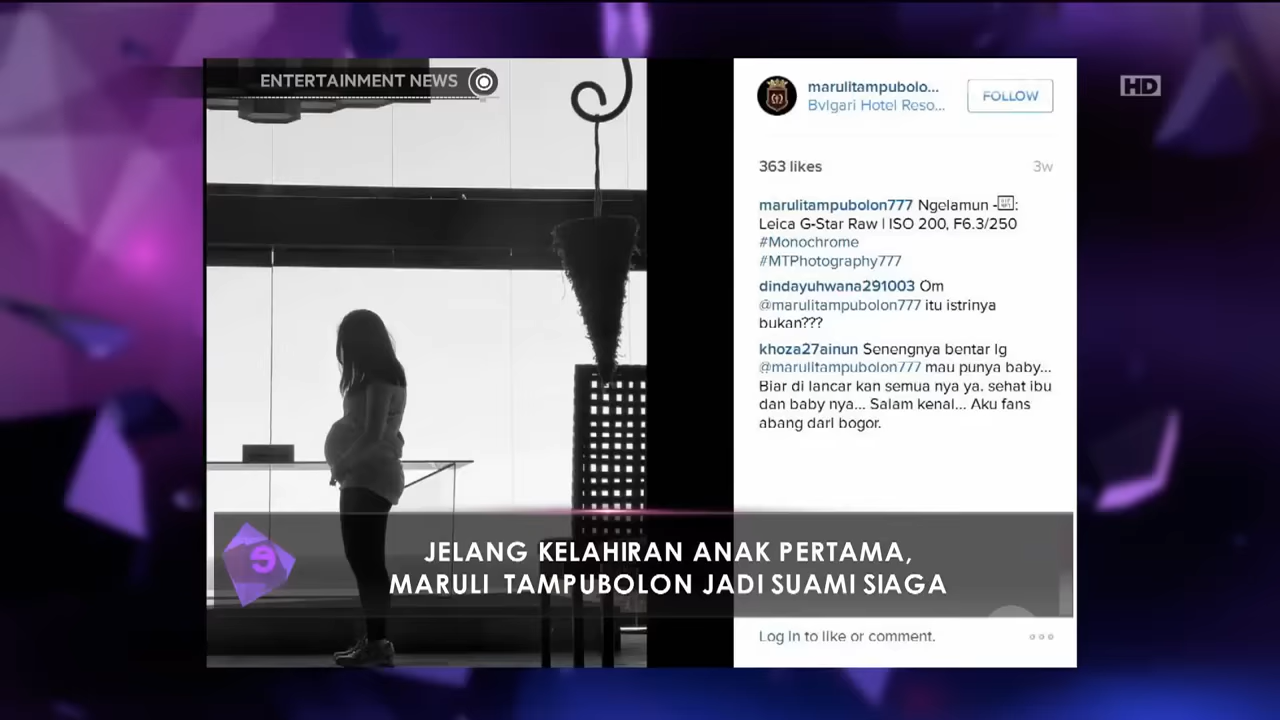 ENTERTAINMENT NEWS
HD
marulitampubolo...
Bvlgari Hotel Reso...
FOLLOW
363 likes
3w
marulitampubolon777 Ngelamun -:
Leica G-Star Raw | ISO 200, F6.3/250
#Monochrome
#MTPhotography777
dindayuhwana291003 Om
@marulitampubolon777 itu istrinya
bukan???
khoza27ainun Senengnya bentar lg
@marulitampubolon777 mau punya baby...
Biar di lancar kan semua nya ya. sehat ibu
dan baby nya... Salam kenal... Aku fans
abang darI bogor.
e
JELANG KELAHIRAN ANAK PERTAMA,
MARULI TAMPUBOLON JADI SUAMI SIAGA
Log in to like or comment.